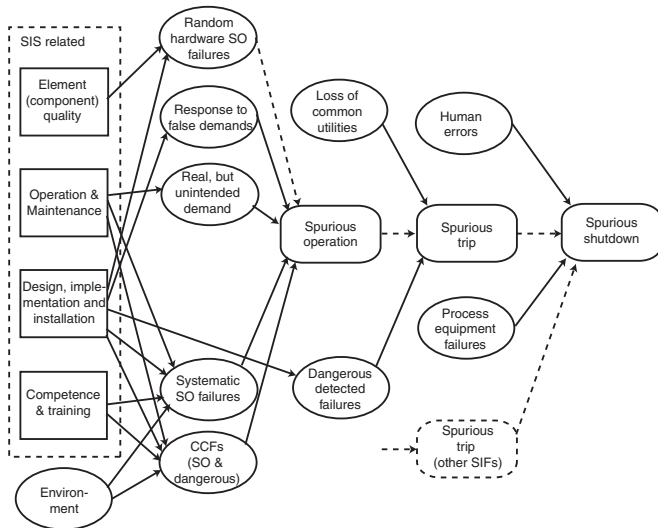 SIS related
Element
(component)
quality
Operation &
Maintenance
Design, imple-
mentation and
installation
Competence
& training
Environ-
ment
Random
hardware SO
failures
Response to
false demands
Real, but
unintended
demand
Systematic
SO failures
CCFs
(SO &
dangerous)
Spurious
operation
Loss of
common
utilities
Dangerous
detected
failures
Spurious
trip
Human
errors
Process
equipment
failures
Spurious
trip
(other SIFs)
Spurious
shutdown